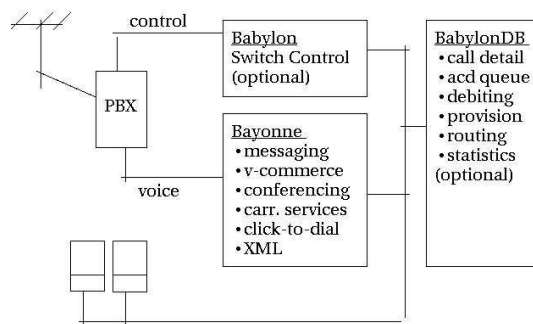 control
PBX
voice
Babylon
Switch Control
(optional)
Bayonne
• messaging
• v-commerce
• conferencing
• carr. services
• click-to-dial
• XML
BabylonDB
• call detail
• acd queue
• debiting
• provision
• routing
• statistics
(optional)